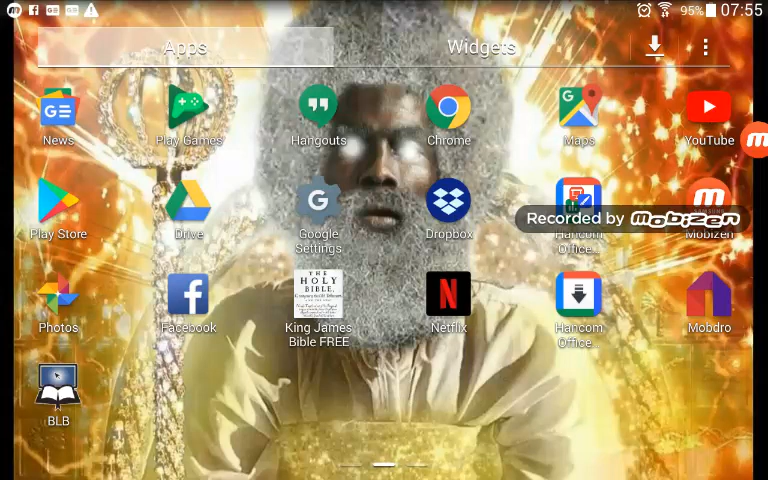 95% 07:55
Apps Widgets
News Play Games Hangouts Chrome Maps YouTube
Play Store Drive Google Settings Dropbox Hancom Office... Mobizen
Recorded by Mobizen
Photos Facebook King James Bible FREE Netflix Hancom Office... Mobdro
THE
HOLY
BIBLE,
BLB